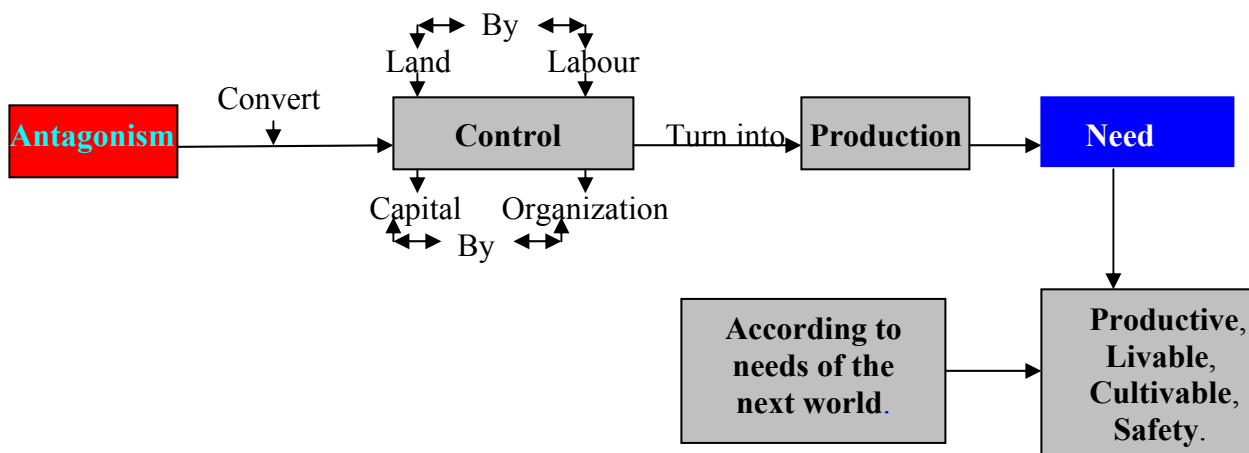 By
Land Labour
Convert
Antagonism
Control
Turn into
Production
Need
Capital Organization
By
According to
needs of the
next world.
Productive,
Livable,
Cultivable,
Safety.